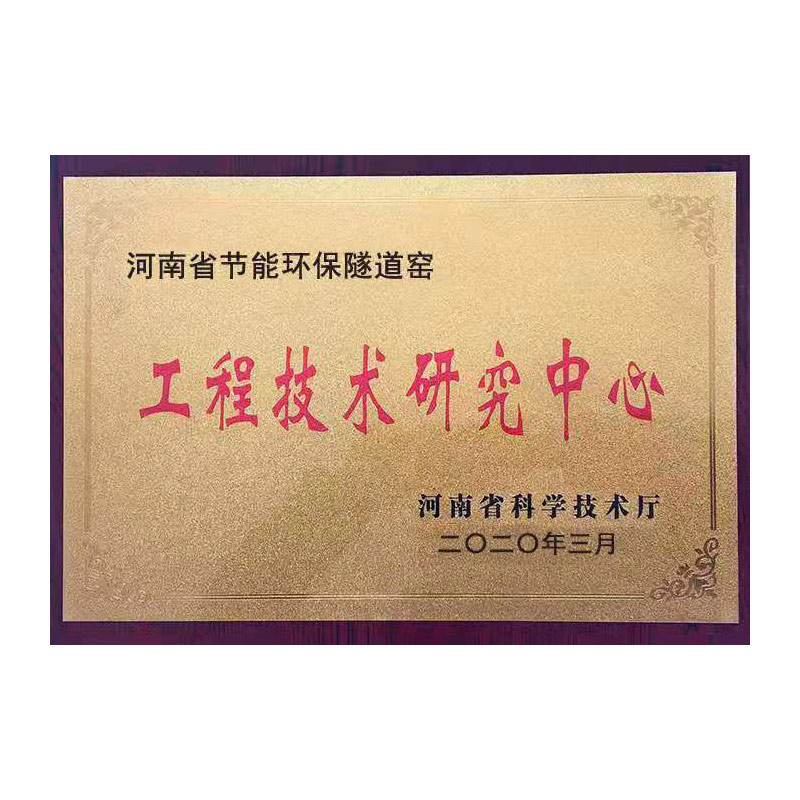 河南省节能环保隧道窑
工程技术研究中心
河南省科学技术厅
二〇二〇年三月